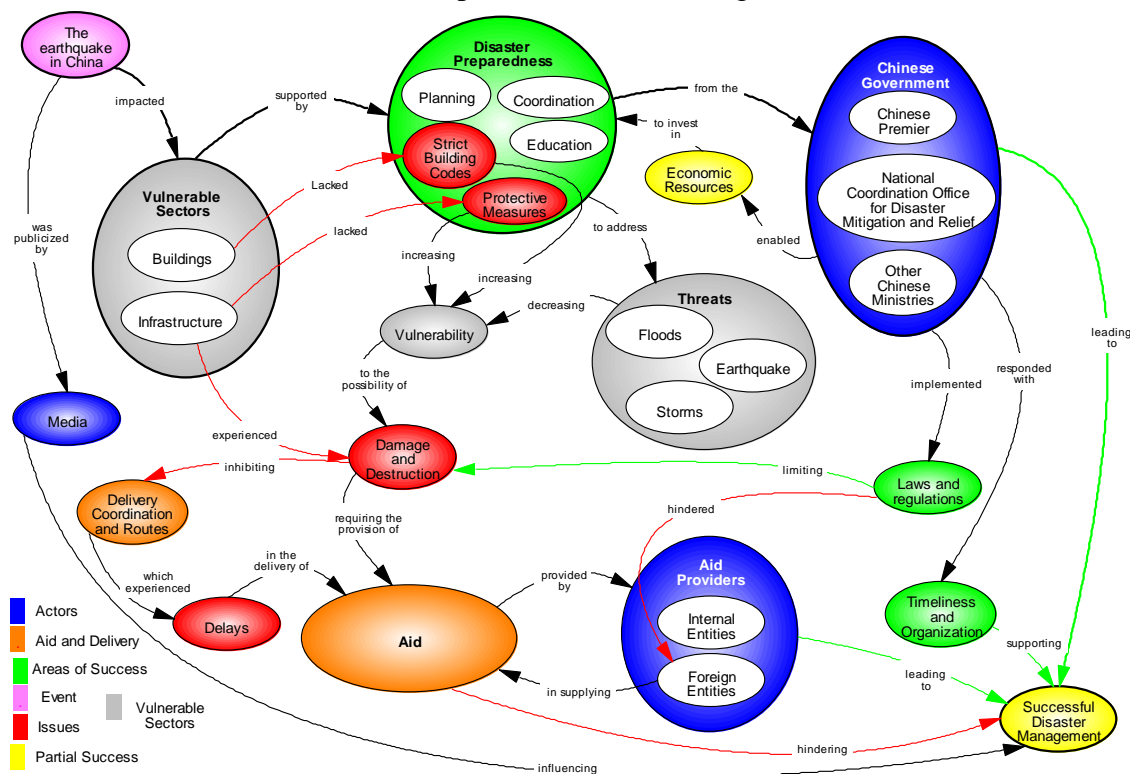 The
earthquake
in China
impacted
supported
by
Disaster
Preparedness
Planning
Coordination
Strict
Building
Codes
Education
Protective
Measures
from the
to invest
in
Economic
Resources
enabled
Chinese
Government
Chinese
Premier
National
Coordination Office
for Disaster
Mitigation and Relief
Other
Chinese
Ministries
was
publicized
by
Vulnerable
Sectors
Buildings
Infrastructure
Lacked
lacked
increasing
increasing
to address
decreasing
Vulnerability
Threats
Floods
Earthquake
Storms
leading
to
implemented
responded
with
to the
possibility of
Media
experienced
inhibiting
Damage
and
Destruction
limiting
Laws and
regulations
Delivery
Coordination
and Routes
requiring the
provision of
hindered
which
experienced
in the
delivery of
Delays
Aid
provided
by
Aid
Providers
Internal
Entities
Foreign
Entities
in supplying
Timeliness
and
Organization
supporting
leading
to
Successful
Disaster
Management
hindering
influencing
Actors
Aid and Delivery
Areas of Success
Event
Issues
Partial Success
Vulnerable
Sectors